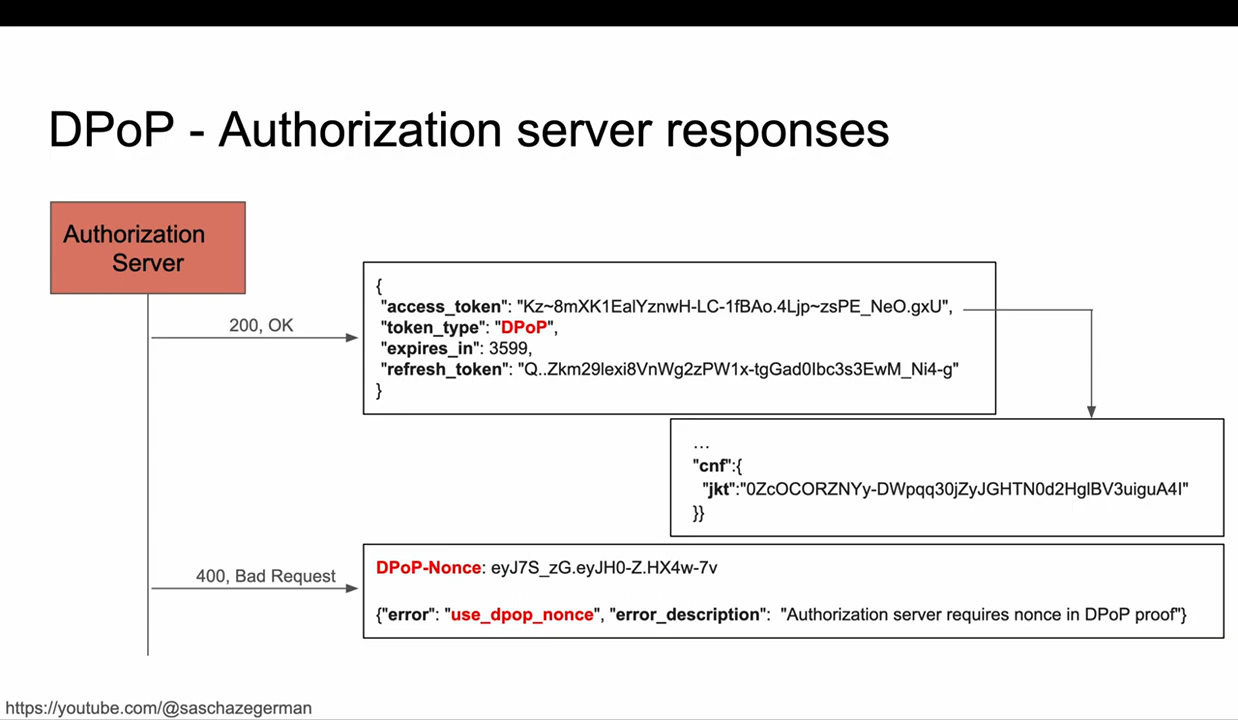 DPoP - Authorization server responses
Authorization
Server
200, OK
{
"access_token": "Kz~8mXK1EalYznwH-LC-1fBAo.4Ljp~zsPE_NeO.gxU",
"token_type": "DPoP",
"expires_in": 3599,
"refresh_token": "Q..Zkm29lexi8VnWg2zPW1x-tgGad0Ibc3s3EwM_Ni4-g"
}
…
"cnf":{
"jkt":"0ZcOCORZNYy-DWpqq30jZyJGHTN0d2HglBV3uiguA4I"
}}
400, Bad Request
DPoP-Nonce: eyJ7S_zG.eyJH0-Z.HX4w-7v
{"error": "use_dpop_nonce", "error_description": "Authorization server requires nonce in DPoP proof"}
https://youtube.com/@saschazegerman